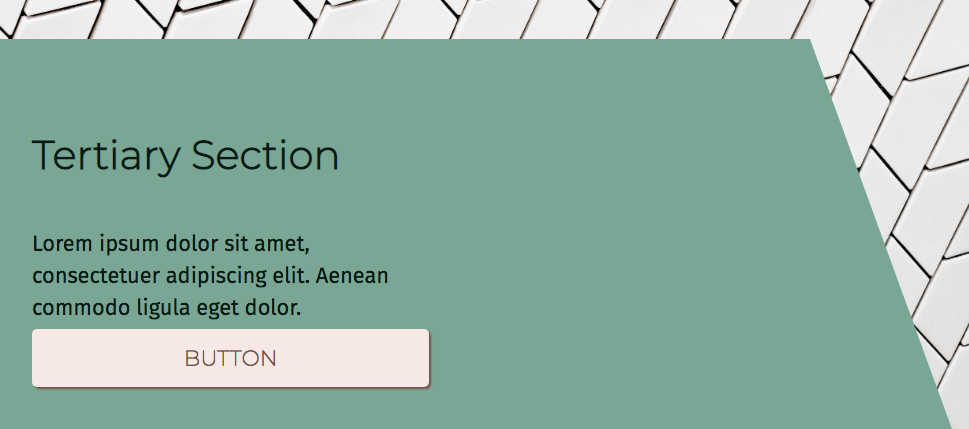 Tertiary Section
Lorem ipsum dolor sit amet,
consectetuer adipiscing elit. Aenean
commodo ligula eget dolor.
BUTTON